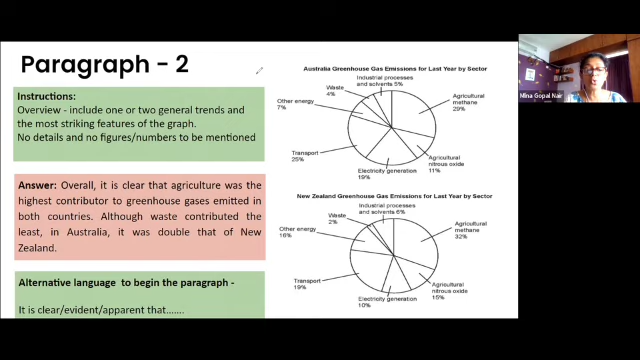 Paragraph - 2
Instructions:
Overview - include one or two general trends and
the most striking features of the graph.
No details and no figures/numbers to be mentioned
Answer: Overall, it is clear that agriculture was the
highest contributor to greenhouse gases emitted in
both countries. Although waste contributed the
least, in Australia, it was double that of New
Zealand.
Alternative language to begin the paragraph -
It is clear/evident/apparent that.......
Australia Greenhouse Gas Emissions for Last Year by Sector
Industrial processes
and solvents 5%
Waste
4%
Other energy
7%
Agricultural
methane
29%
Transport
25%
Agricultural
nitrous oxide
11%
Electricity generation
19%
New Zealand Greenhouse Gas Emissions for Last Year by Sector
Industrial processes
and solvents 6%
Waste
2%
Other energy
16%
Agricultural
methane
32%
Transport
19%
Agricultural
nitrous oxide
15%
Electricity generation
10%
Mina Gopal Nair